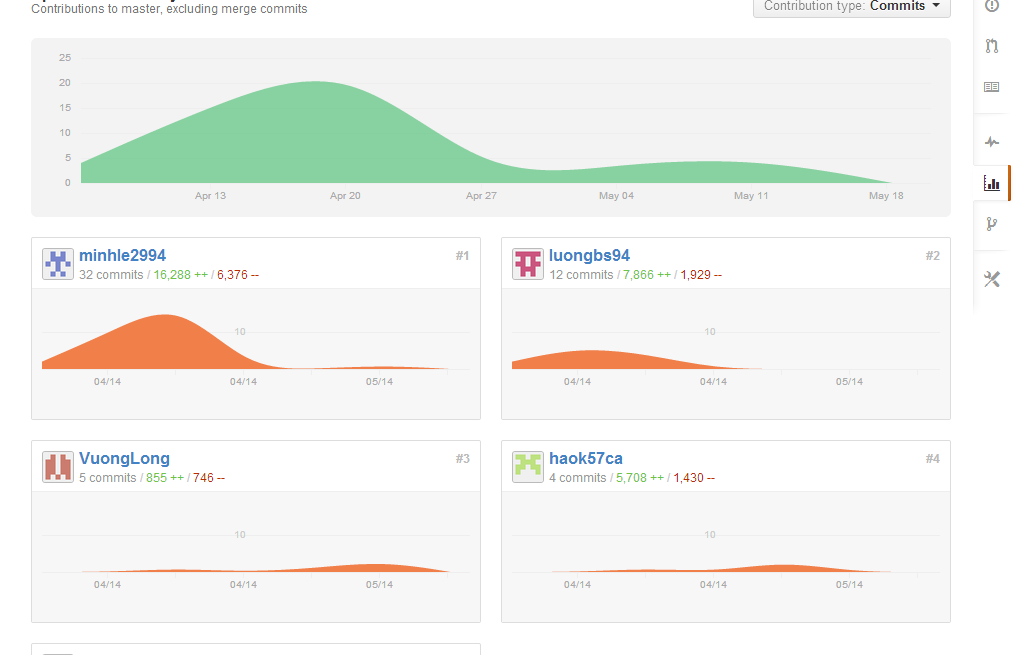 Contributions to master, excluding merge commits
Contribution type: Commits
25
20
15
10
5
0
Apr 13 Apr 20 Apr 27 May 04 May 11 May 18
minhle2994 #1
32 commits / 16,288 ++ / 6,376 --
10
04/14 04/14 05/14
luongbs94 #2
12 commits / 7,866 ++ / 1,929 --
10
04/14 04/14 05/14
VuongLong #3
5 commits / 855 ++ / 746 --
10
04/14 04/14 05/14
haok57ca #4
4 commits / 5,708 ++ / 1,430 --
10
04/14 04/14 05/14